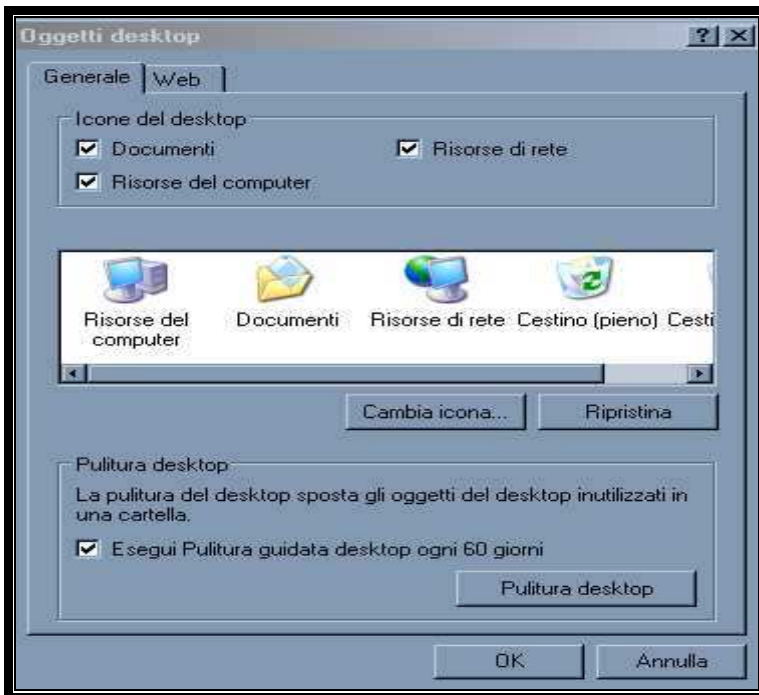 Oggetti desktop
Generale Web
Icone del desktop
Documenti Risorse di rete
Risorse del computer
Risorse del Documenti Risorse di rete Cestino (pieno) Cesti
computer
Cambia icona... Ripristina
Pulitura desktop
La pulitura del desktop sposta gli oggetti del desktop inutilizzati in
una cartella.
Esegui Pulitura guidata desktop ogni 60 giorni
Pulitura desktop
OK Annulla